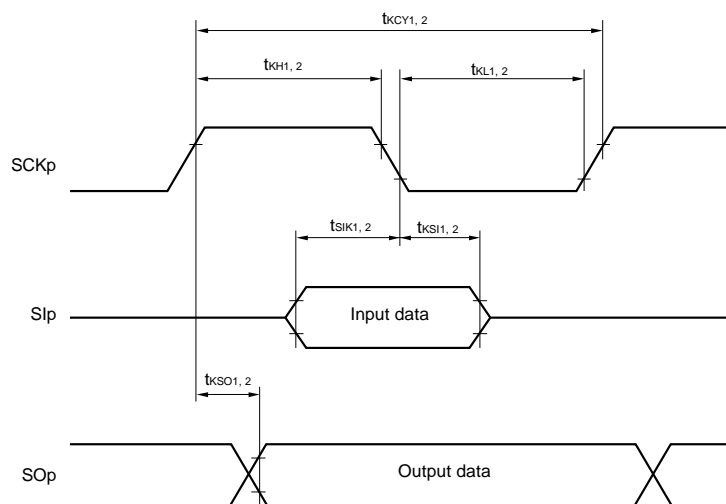 tKCY1, 2
tKH1, 2
tKL1, 2
SCKp
tSIK1, 2
tKSI1, 2
SIp
Input data
tKSO1, 2
SOp
Output data